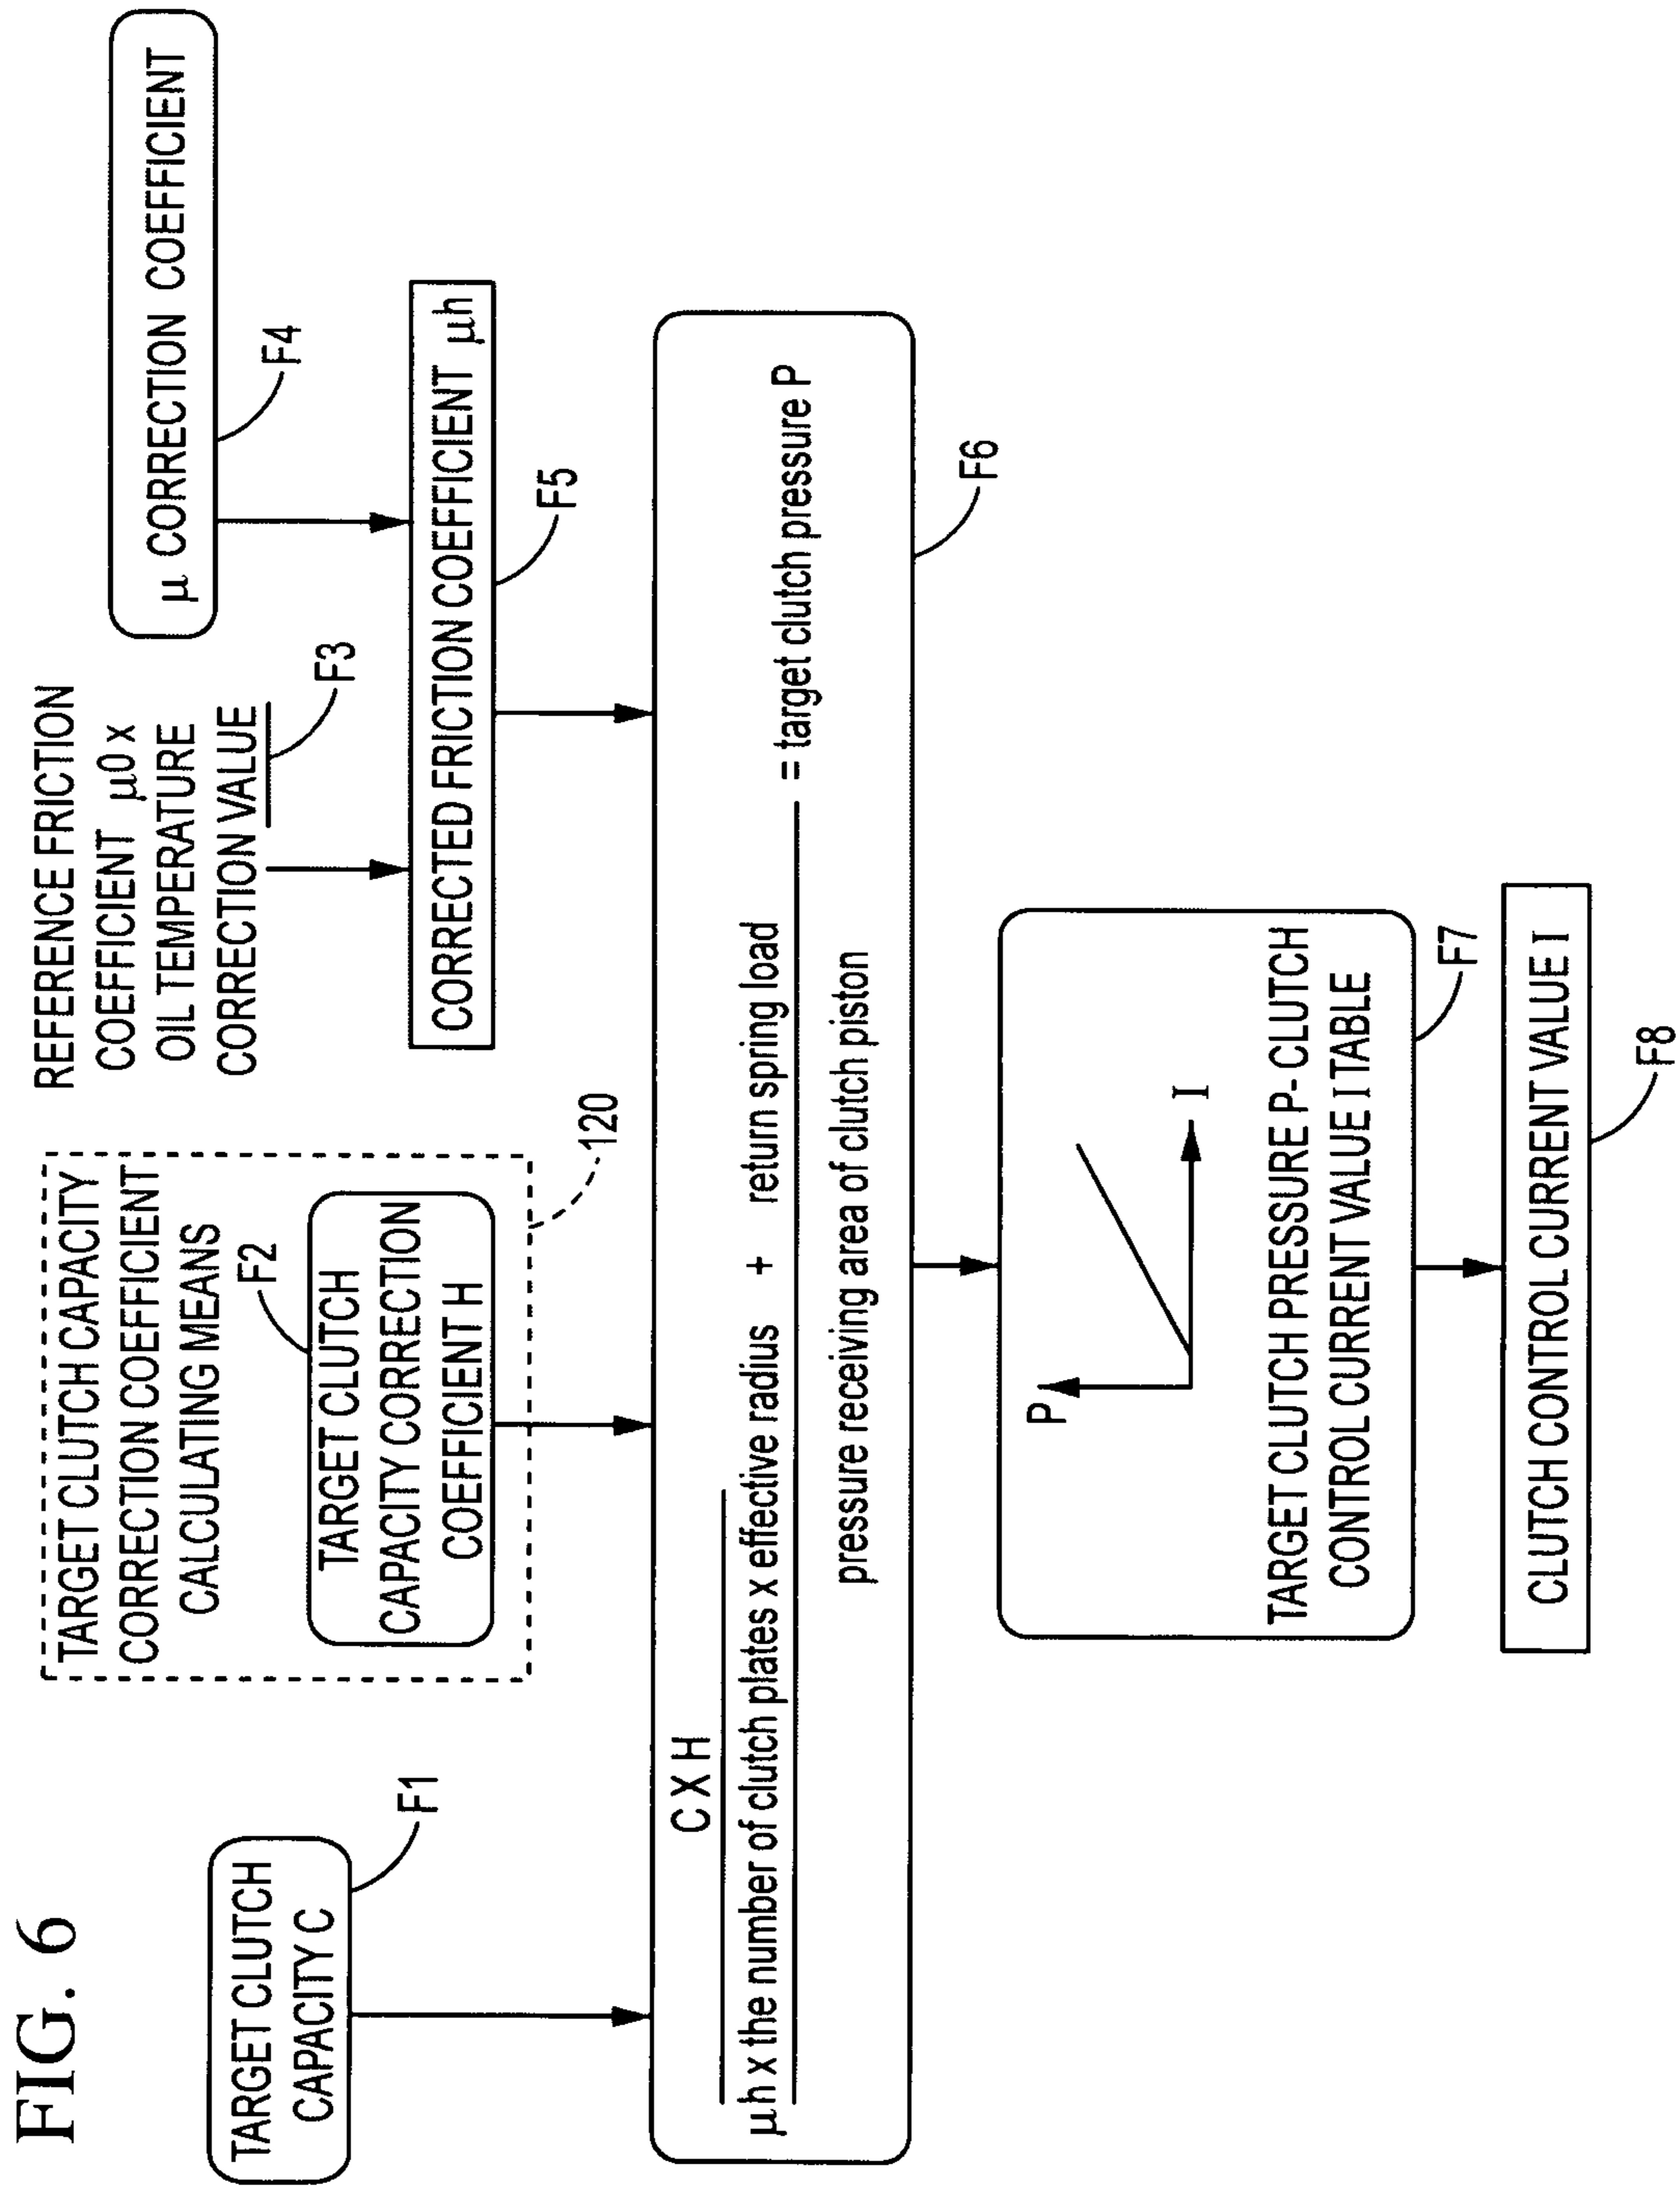 FIG. 6
TARGET CLUTCH
CAPACITY C
F1
TARGET CLUTCH CAPACITY
CORRECTION COEFFICIENT
CALCULATING MEANS
F2
TARGET CLUTCH
CAPACITY CORRECTION
COEFFICIENT H
120
REFERENCE FRICTION
COEFFICIENT μ0 x
OIL TEMPERATURE
CORRECTION VALUE
F3
μ CORRECTION COEFFICIENT
F4
CORRECTED FRICTION COEFFICIENT μh
F5
C X H
μh x the number of clutch plates x effective radius + return spring load
pressure receiving area of clutch piston
= target clutch pressure P
F6
P
I
TARGET CLUTCH PRESSURE P- CLUTCH
CONTROL CURRENT VALUE I TABLE
F7
CLUTCH CONTROL CURRENT VALUE I
F8